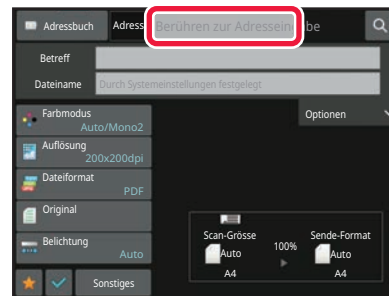 Adressbuch
Adress
Berühren zur Adresseingabe
Betreff
Dateiname
Durch Systemeinstellungen festgelegt
Farbmodus
Auto/Mono2
Optionen
Auflösung
200x200dpi
Dateiformat
PDF
Original
Belichtung
Auto
Scan-Grösse
100%
Sende-Format
Auto
Auto
A4
A4
Sonstiges